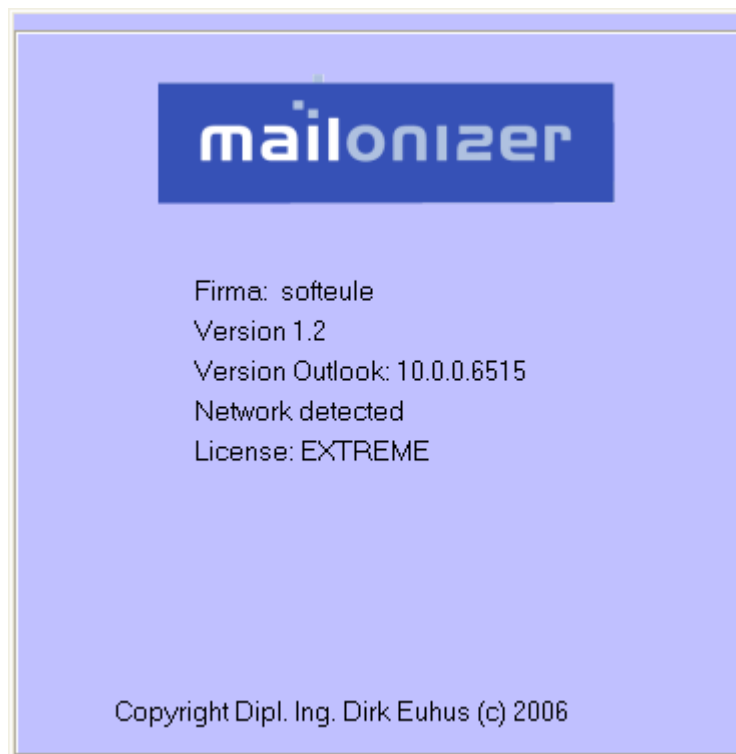 mailonizer
Firma: softeule
Version 1.2
Version Outlook: 10.0.0.6515
Network detected
License: EXTREME
Copyright Dipl. Ing. Dirk Euhus (c) 2006